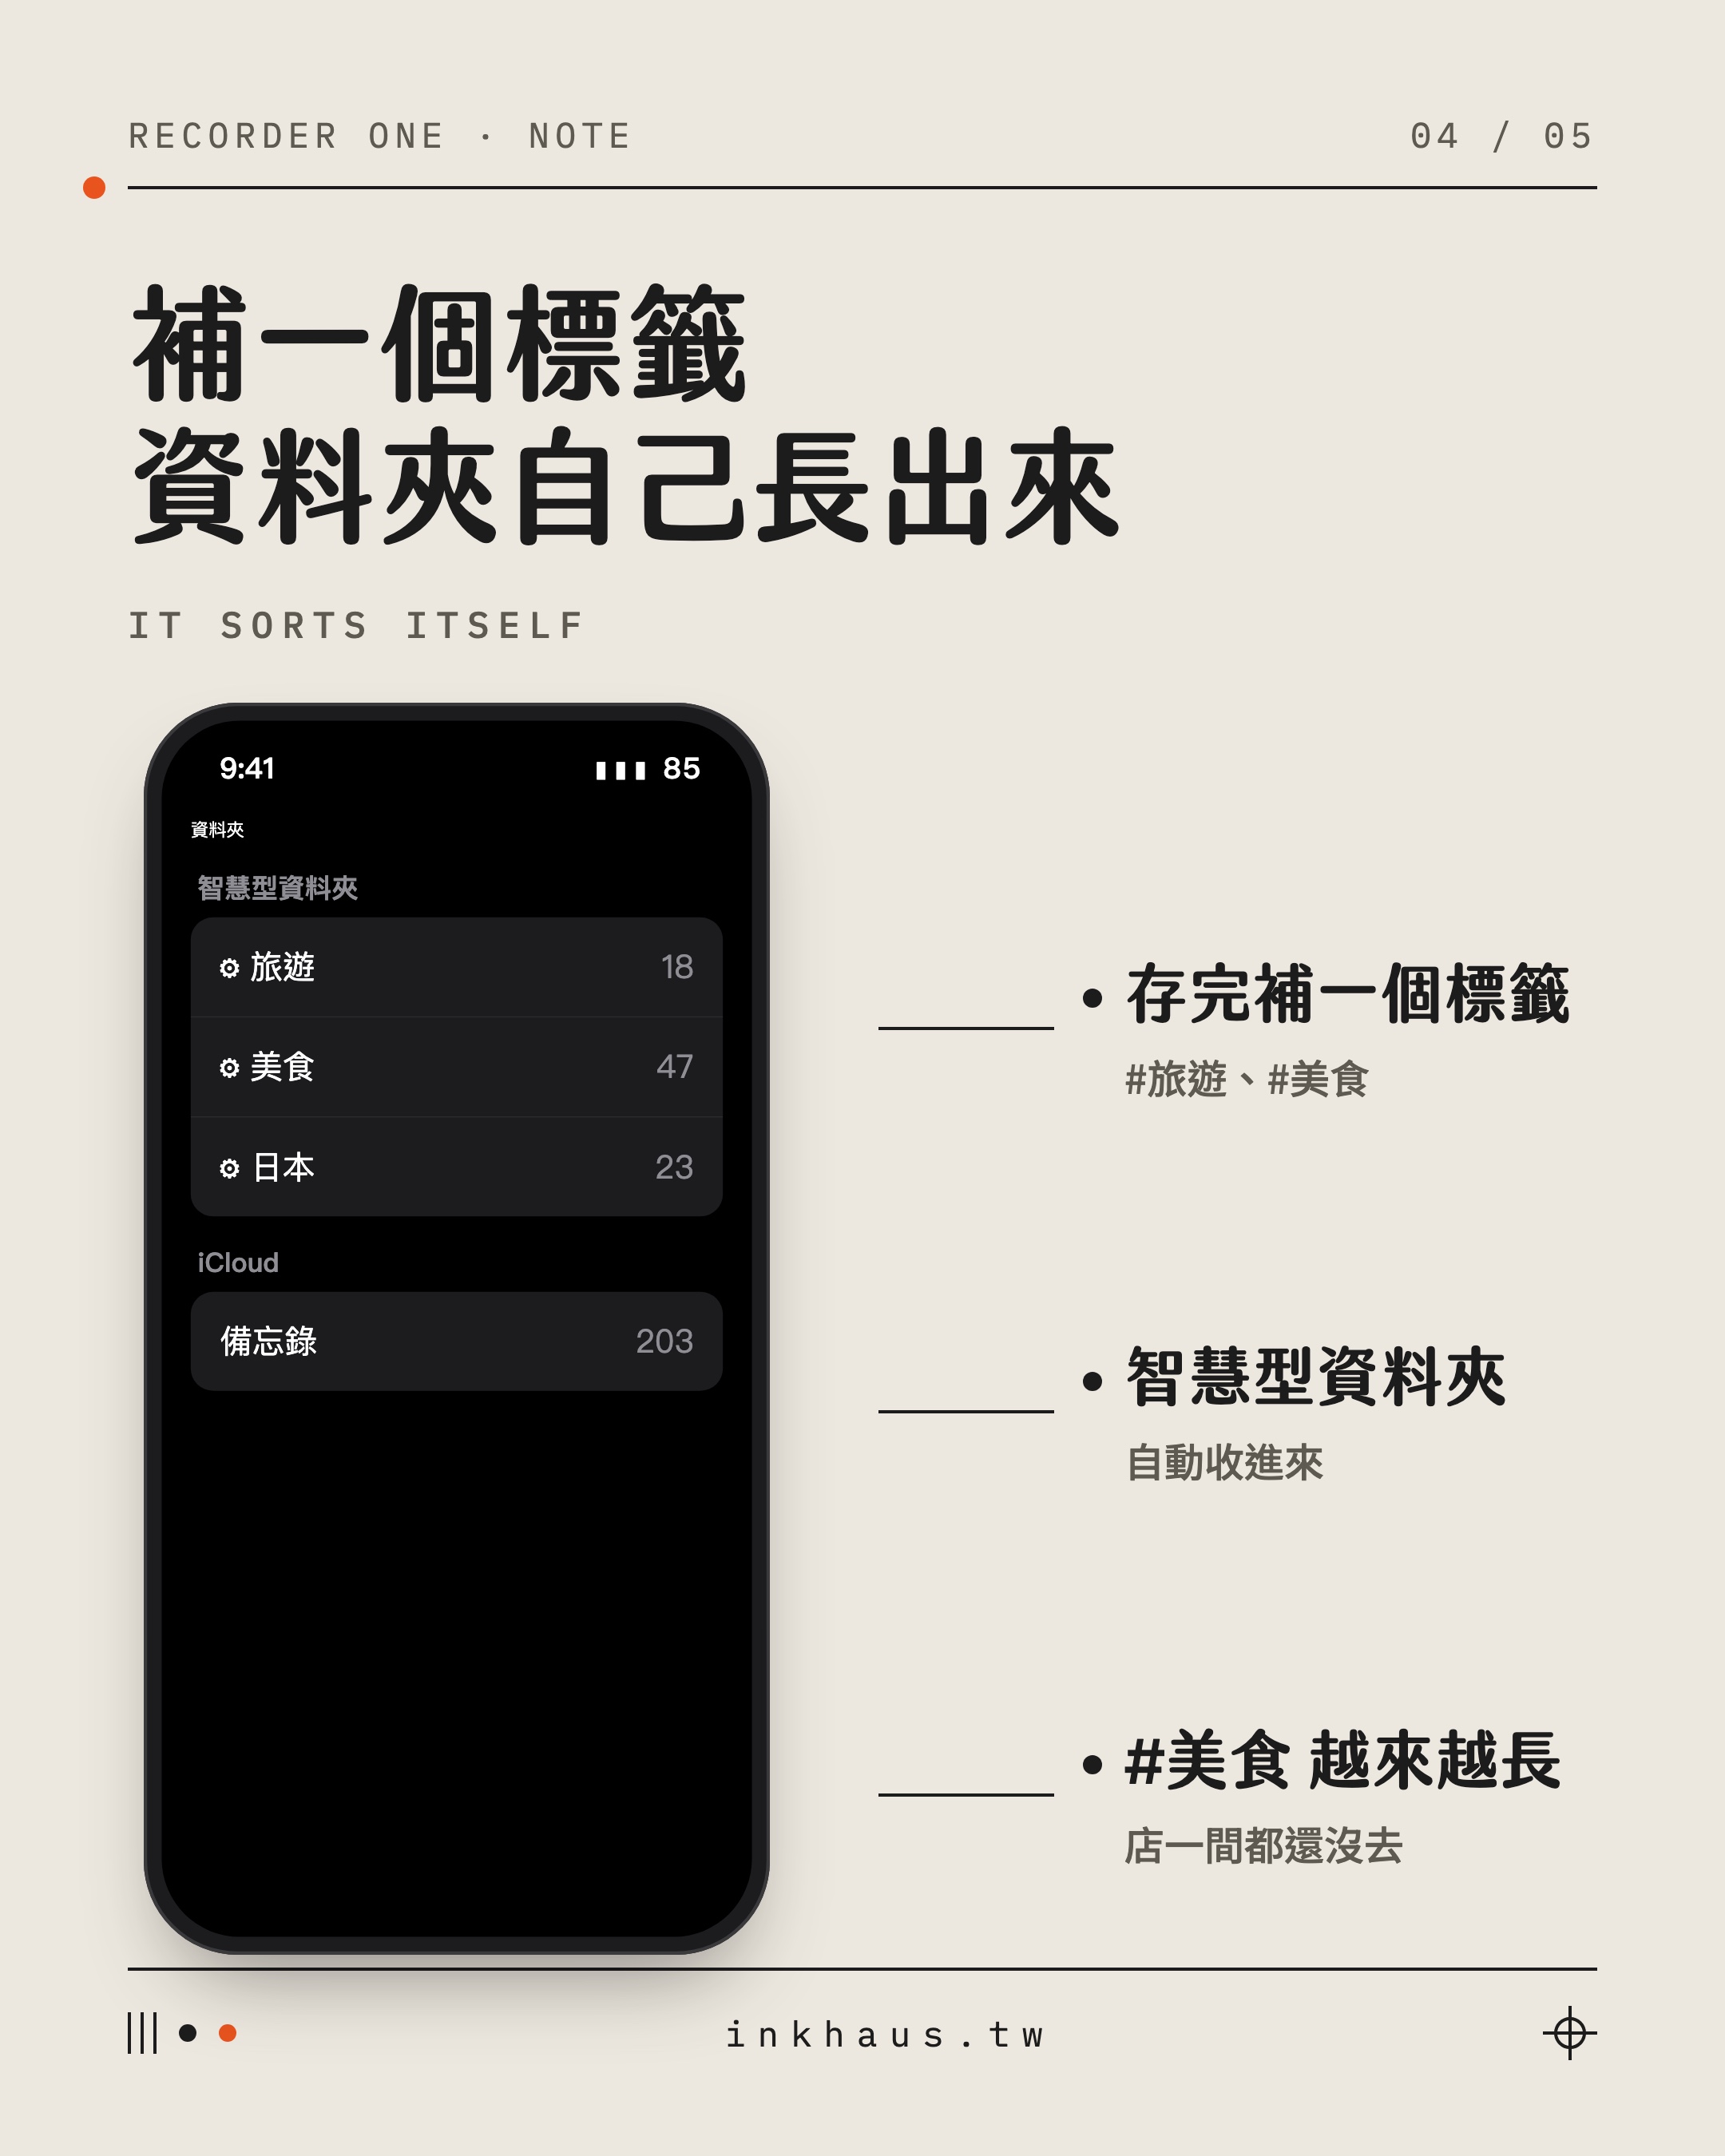 RECORDER ONE · NOTE
04 / 05
補一個標籤
資料夾自己長出來
IT SORTS ITSELF
9:41
85
資料夾
智慧型資料夾
旅遊 18
美食 47
日本 23
iCloud
備忘錄 203
• 存完補一個標籤
#旅遊、#美食
• 智慧型資料夾
自動收進來
• #美食 越來越長
店一間都還沒去
inkhaus.tw